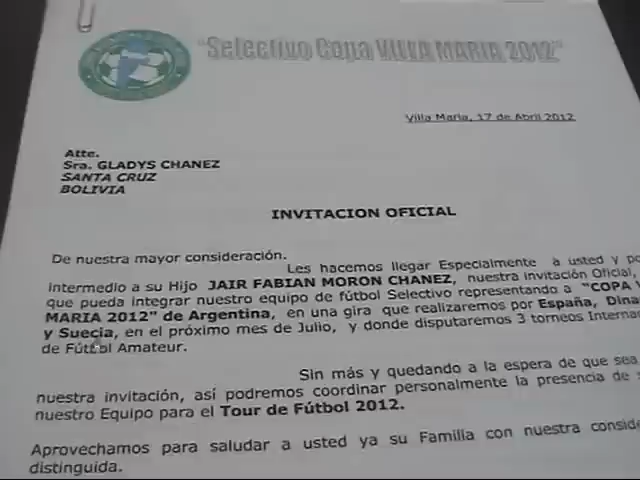 "Selectivo Copa VILLA MARIA 2012"
Villa Maria, 17 de Abril 2012
Atte.
Sra. GLADYS CHANEZ
SANTA CRUZ
BOLIVIA
INVITACION OFICIAL
De nuestra mayor consideración.
Les hacemos llegar Especialmente a usted y po
intermedio a su Hijo JAIR FABIAN MORON CHANEZ, nuestra invitación Oficial,
que pueda integrar nuestro equipo de fútbol Selectivo representando a "COPA V
MARIA 2012" de Argentina, en una gira que realizaremos por España, Dina
y Suecia, en el próximo mes de Julio, y donde disputaremos 3 torneos Interna
de Fútbol Amateur.
Sin más y quedando a la espera de que sea
nuestra invitación, así podremos coordinar personalmente la presencia de s
nuestro Equipo para el Tour de Fútbol 2012.
Aprovechamos para saludar a usted ya su Familia con nuestra conside
distinguida.